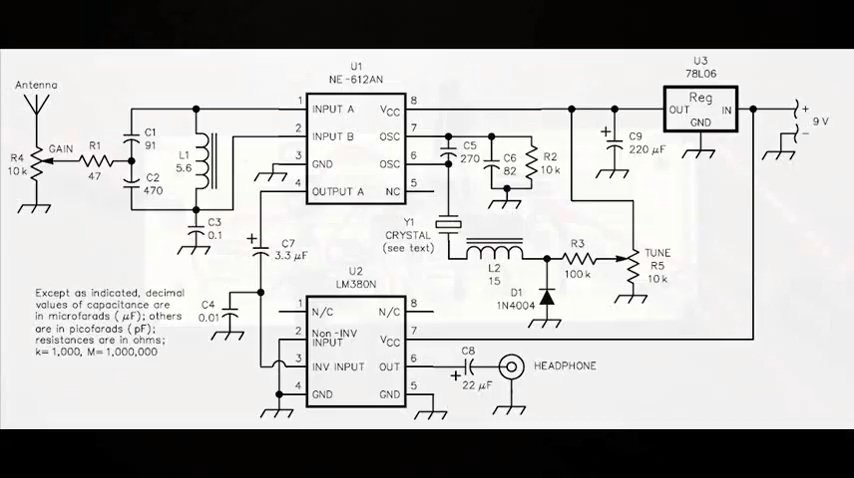 Antenna
R4
10 k
GAIN
R1
47
C1
91
C2
470
L1
5.6
C3
0.1
U1
NE-612AN
1
INPUT A
2
INPUT B
3
GND
4
OUTPUT A
VCC
8
OSC
7
OSC
6
NC
5
C5
270
C6
82
R2
10 k
Y1
CRYSTAL
(see text)
L2
15
D1
1N4004
R3
100 k
TUNE
R5
10 k
C9
+
220 µF
U3
78L06
Reg
OUT
IN
GND
+
9 V
-
C7
+
3.3 µF
C4
0.01
U2
LM380N
1
N/C
2
Non-INV
INPUT
3
INV INPUT
4
GND
N/C
8
VCC
7
OUT
6
GND
5
C8
+
22 µF
HEADPHONE
Except as indicated, decimal
values of capacitance are
in microfarads ( µF); others
are in picofarads ( pF);
resistances are in ohms;
k=1,000, M=1,000,000